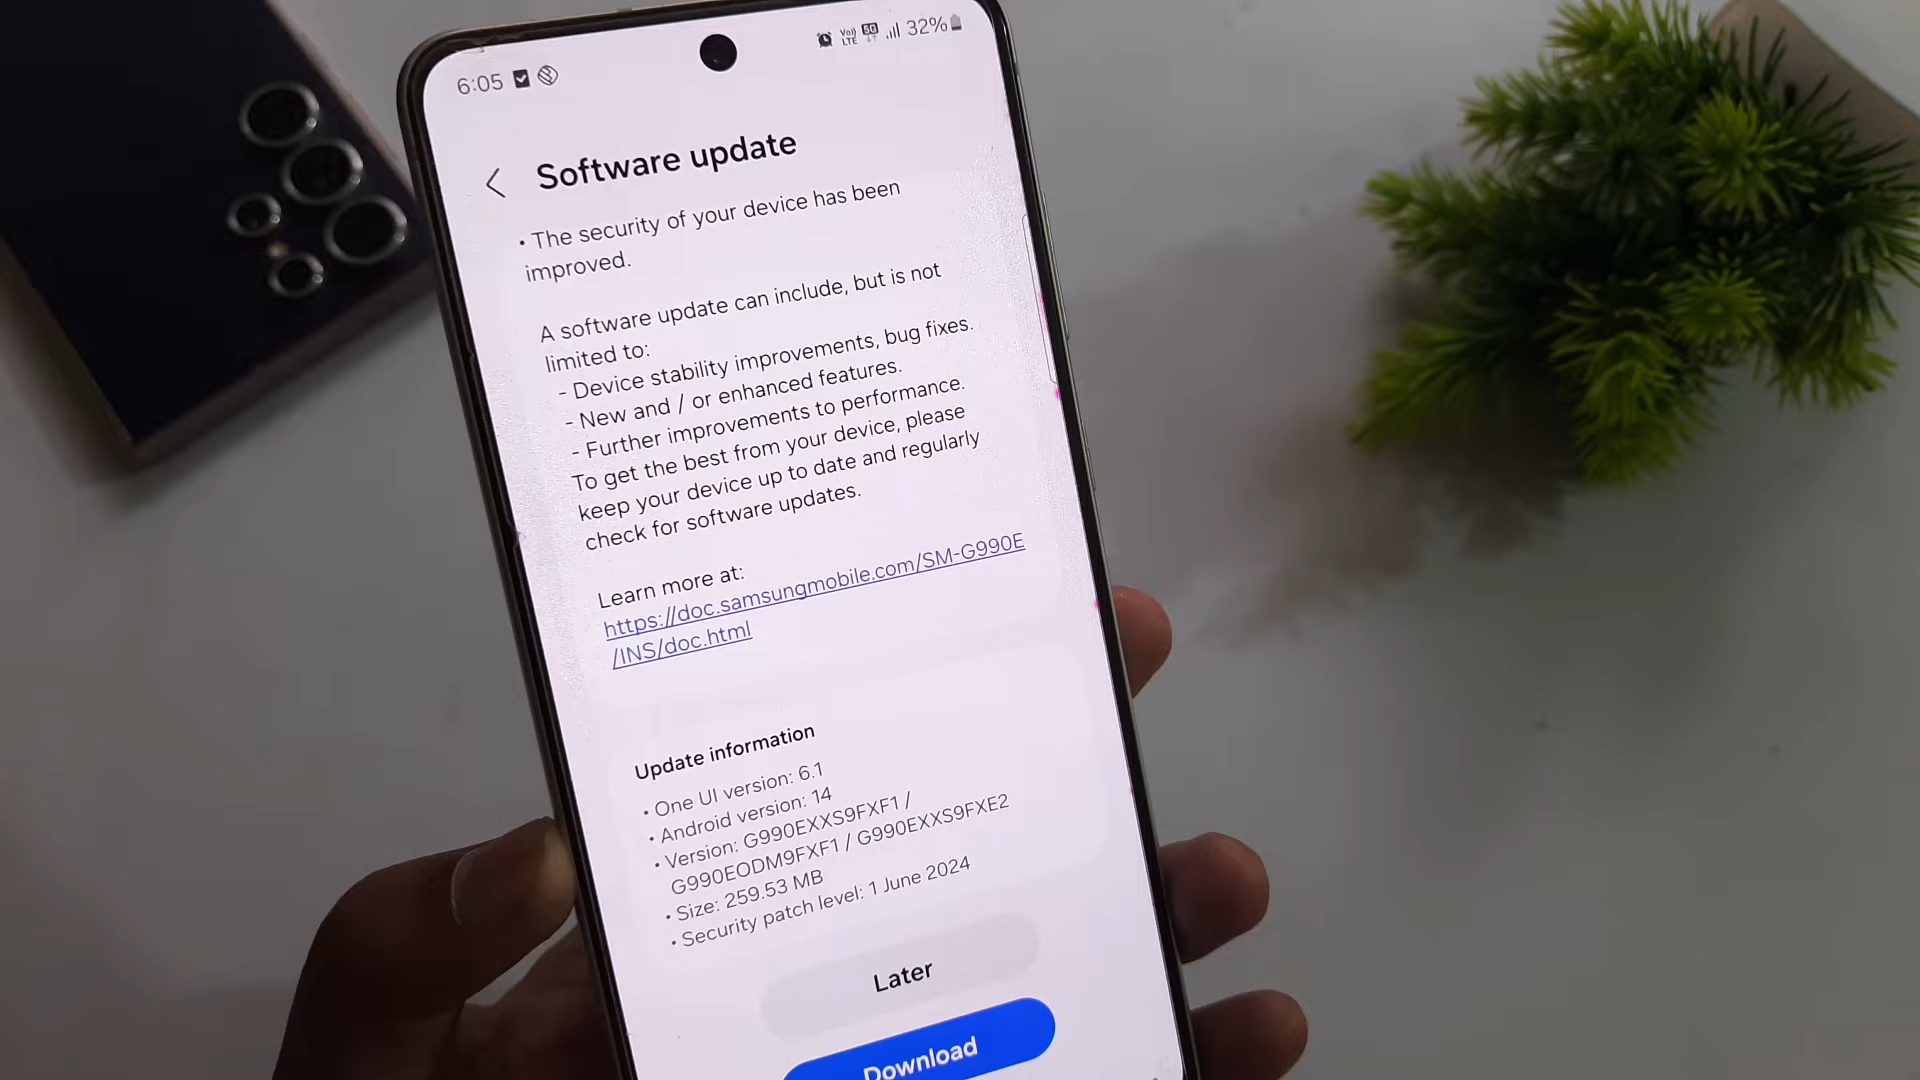 6:05
Vo))
LTE
5G
32%
Software update
• The security of your device has been
improved.
A software update can include, but is not
limited to:
- Device stability improvements, bug fixes.
- New and / or enhanced features.
- Further improvements to performance.
To get the best from your device, please
keep your device up to date and regularly
check for software updates.
Learn more at:
https://doc.samsungmobile.com/SM-G990E
/INS/doc.html
Update information
• One UI version: 6.1
• Android version: 14
• Version: G990EXXS9FXF1 /
G990EODM9FXF1 / G990EXXS9FXE2
• Size: 259.53 MB
• Security patch level: 1 June 2024
Later
Download